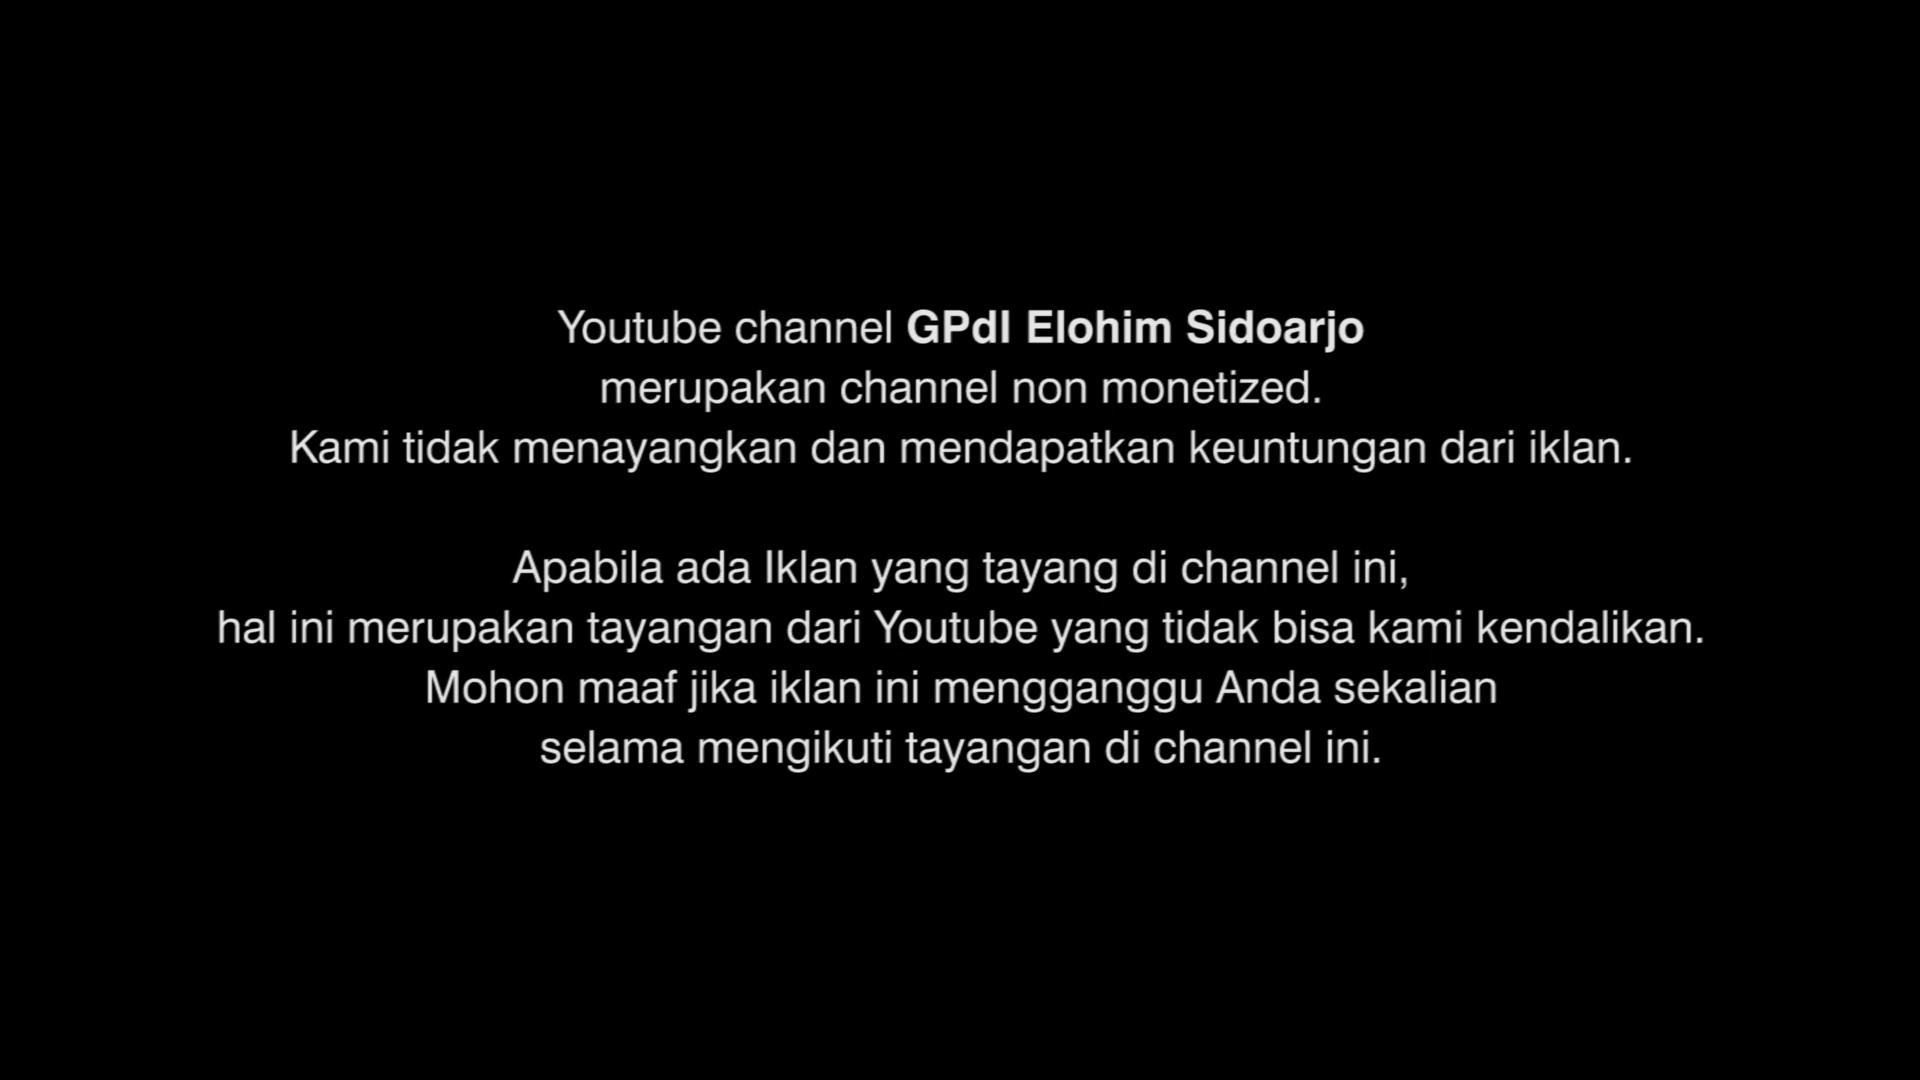 Youtube channel GPdI Elohim Sidoarjo
merupakan channel non monetized.
Kami tidak menayangkan dan mendapatkan keuntungan dari iklan.
Apabila ada Iklan yang tayang di channel ini,
hal ini merupakan tayangan dari Youtube yang tidak bisa kami kendalikan.
Mohon maaf jika iklan ini mengganggu Anda sekalian
selama mengikuti tayangan di channel ini.